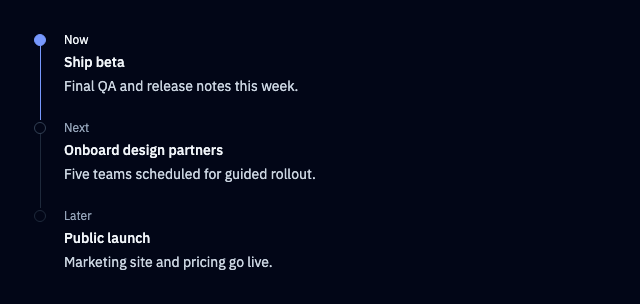 Now
Ship beta
Final QA and release notes this week.
Next
Onboard design partners
Five teams scheduled for guided rollout.
Later
Public launch
Marketing site and pricing go live.